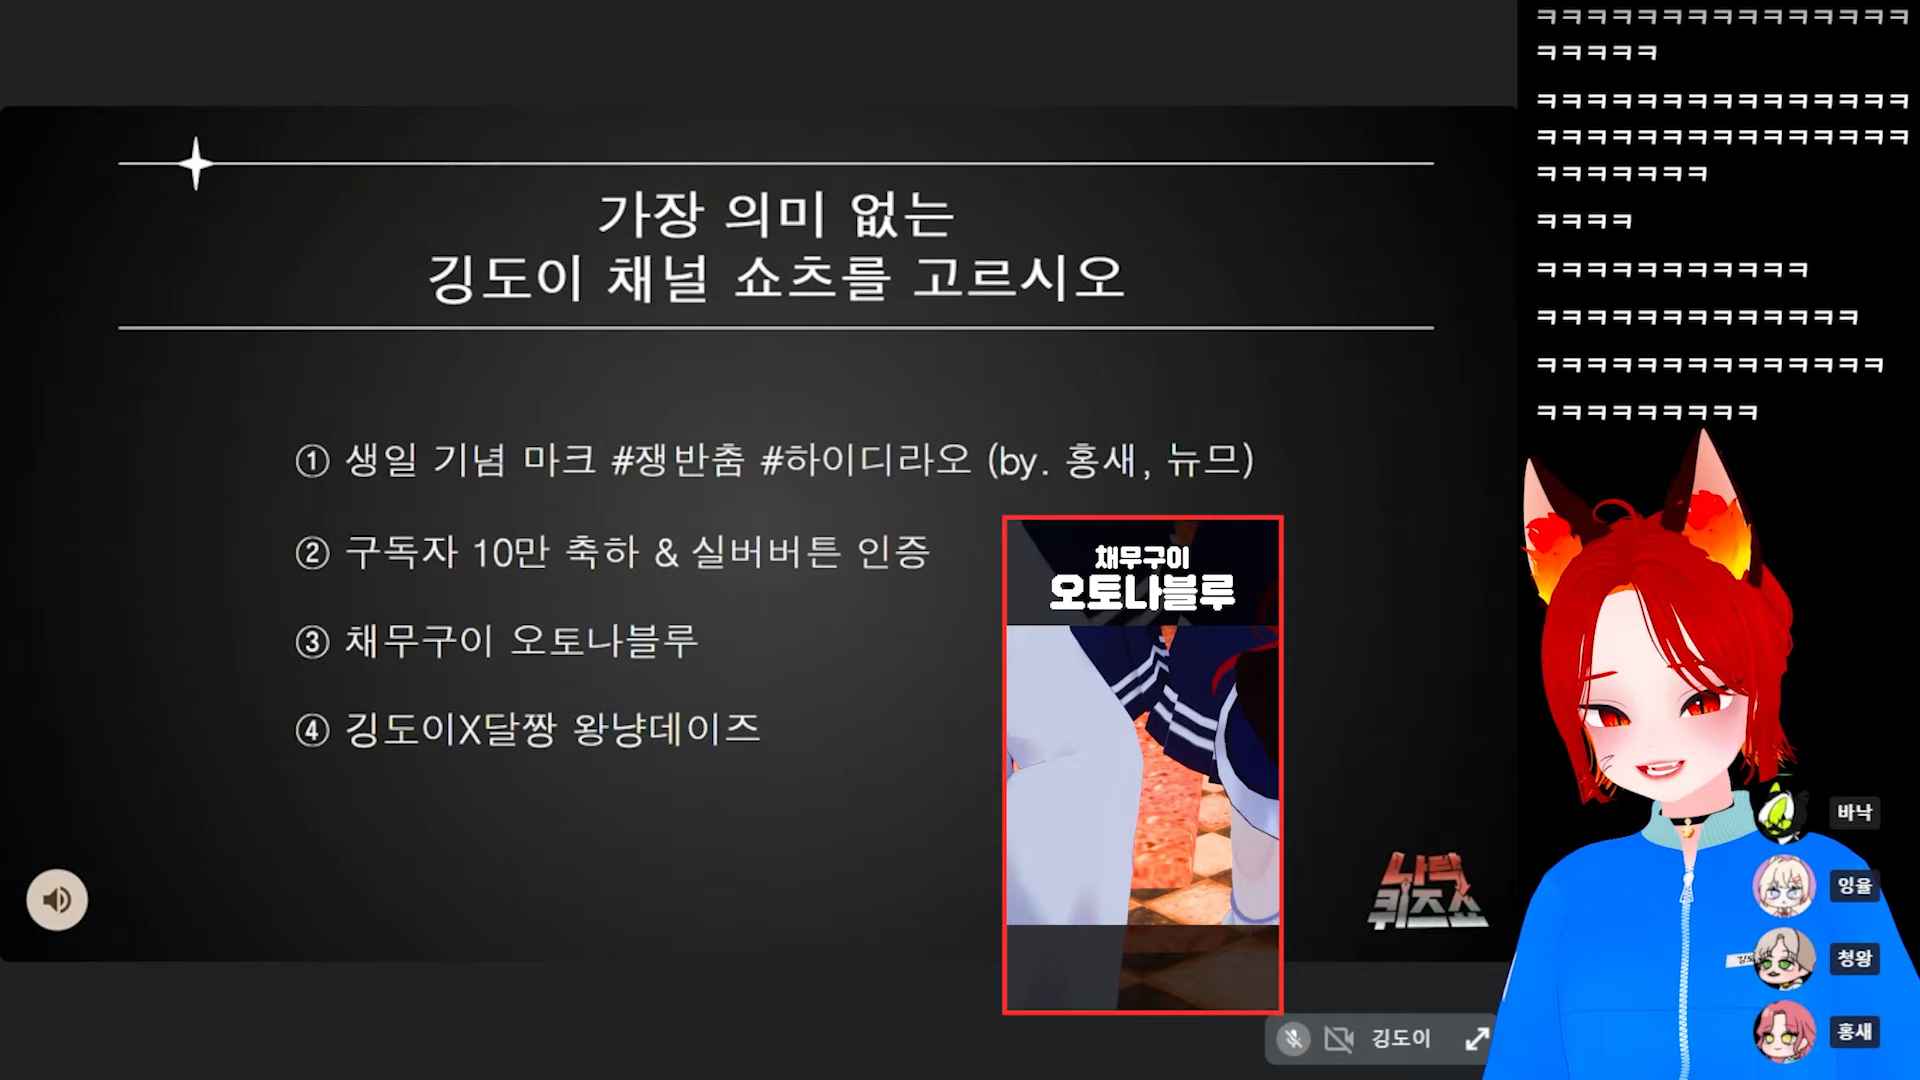 가장 의미 없는
깅도이 채널 쇼츠를 고르시오
① 생일 기념 마크 #쟁반춤 #하이디라오 (by. 홍새, 뉴므)
② 구독자 10만 축하 & 실버버튼 인증
③ 채무구이 오토나블루
④ 깅도이X달짱 왕냥데이즈
채무구이
오토나블루
나락
퀴즈쇼
깅도이
ㅋㅋㅋㅋㅋㅋㅋㅋㅋㅋㅋㅋㅋㅋㅋ
ㅋㅋㅋㅋㅋ
ㅋㅋㅋㅋㅋㅋㅋㅋㅋㅋㅋㅋㅋㅋㅋ
ㅋㅋㅋㅋㅋㅋㅋㅋㅋㅋㅋㅋㅋㅋㅋ
ㅋㅋㅋㅋㅋㅋㅋ
ㅋㅋㅋㅋ
ㅋㅋㅋㅋㅋㅋㅋㅋㅋㅋㅋ
ㅋㅋㅋㅋㅋㅋㅋㅋㅋㅋㅋㅋㅋ
ㅋㅋㅋㅋㅋㅋㅋㅋㅋㅋㅋㅋㅋㅋ
ㅋㅋㅋㅋㅋㅋㅋㅋㅋ
바낙
잉율
청왕
홍새